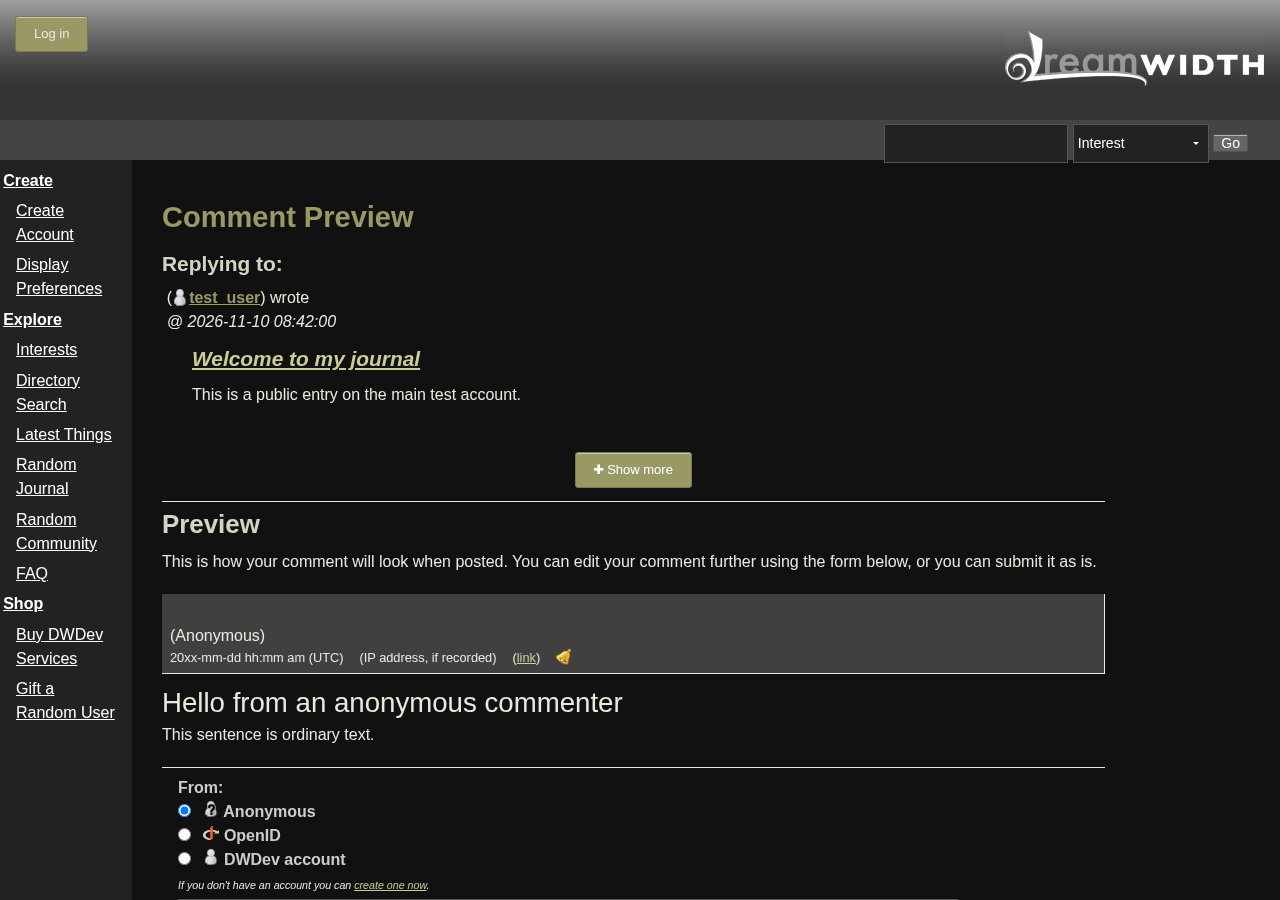 Log in
dreamWIDTH
Interest
Go
Create
Create
Account
Display
Preferences
Explore
Interests
Directory
Search
Latest Things
Random
Journal
Random
Community
FAQ
Shop
Buy DWDev
Services
Gift a
Random User
Comment Preview
Replying to:
(test_user) wrote
@ 2026-11-10 08:42:00
Welcome to my journal
This is a public entry on the main test account.
✚ Show more
Preview
This is how your comment will look when posted. You can edit your comment further using the form below, or you can submit it as is.
(Anonymous)
20xx-mm-dd hh:mm am (UTC) (IP address, if recorded) (link)
Hello from an anonymous commenter
This sentence is ordinary text.
From:
Anonymous
OpenID
DWDev account
If you don't have an account you can create one now.